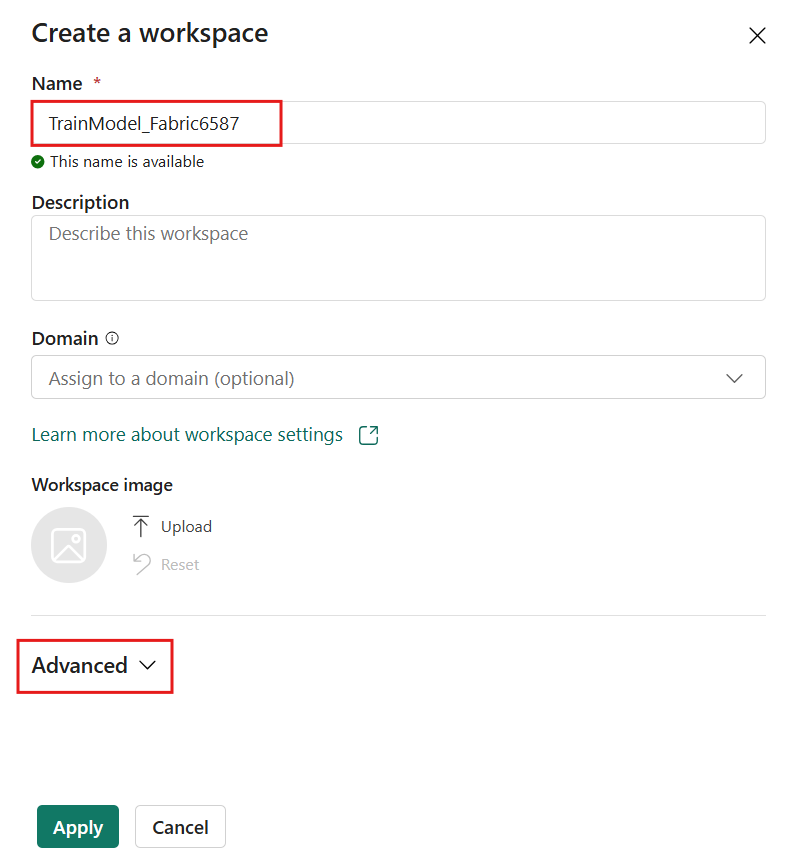 Create a workspace
Name *
TrainModel_Fabric6587
This name is available
Description
Describe this workspace
Domain
Assign to a domain (optional)
Learn more about workspace settings
Workspace image
Upload
Reset
Advanced
Apply Cancel